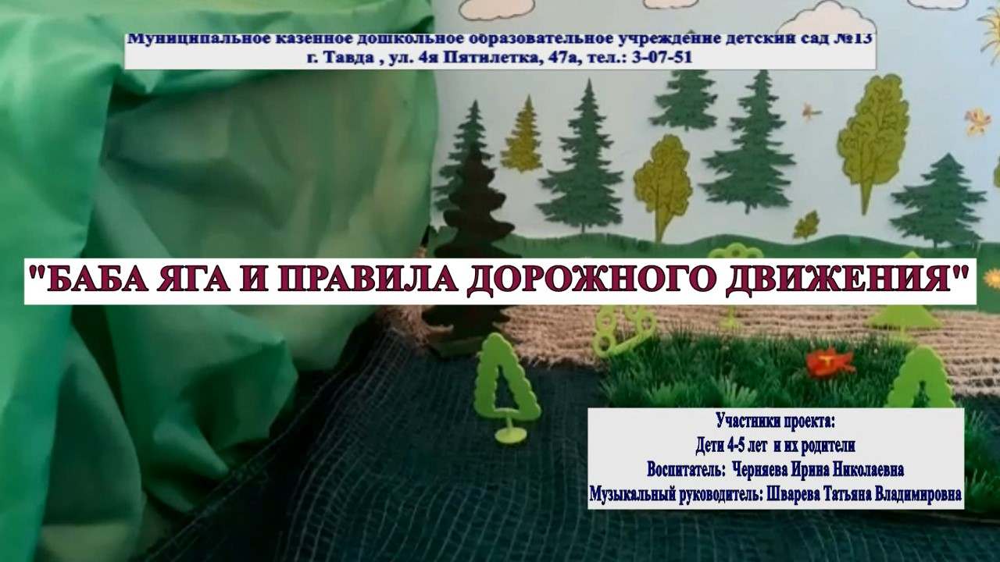 Муниципальное казенное дошкольное образовательное учреждение детский сад №13
г. Тавда , ул. 4я Пятилетка, 47а, тел.: 3-07-51
"БАБА ЯГА И ПРАВИЛА ДОРОЖНОГО ДВИЖЕНИЯ"
Участники проекта:
Дети 4-5 лет и их родители
Воспитатель: Черняева Ирина Николаевна
Музыкальный руководитель: Шварева Татьяна Владимировна